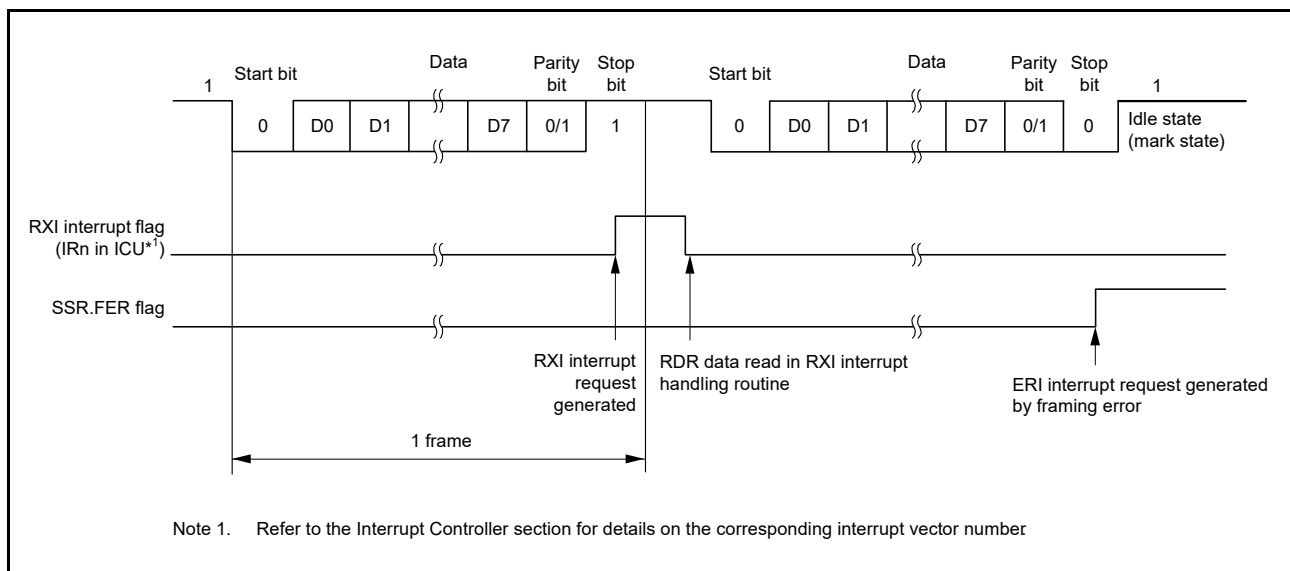 1
Start bit
Data
Parity
bit
Stop
bit
Start bit
Data
Parity
bit
Stop
bit
1
0
D0
D1
D7
0/1
1
0
D0
D1
D7
0/1
0
Idle state
(mark state)
RXI interrupt flag
(IRn in ICU*1)
SSR.FER flag
RXI interrupt
request
generated
RDR data read in RXI interrupt
handling routine
ERI interrupt request generated
by framing error
1 frame
Note 1. Refer to the Interrupt Controller section for details on the corresponding interrupt vector number